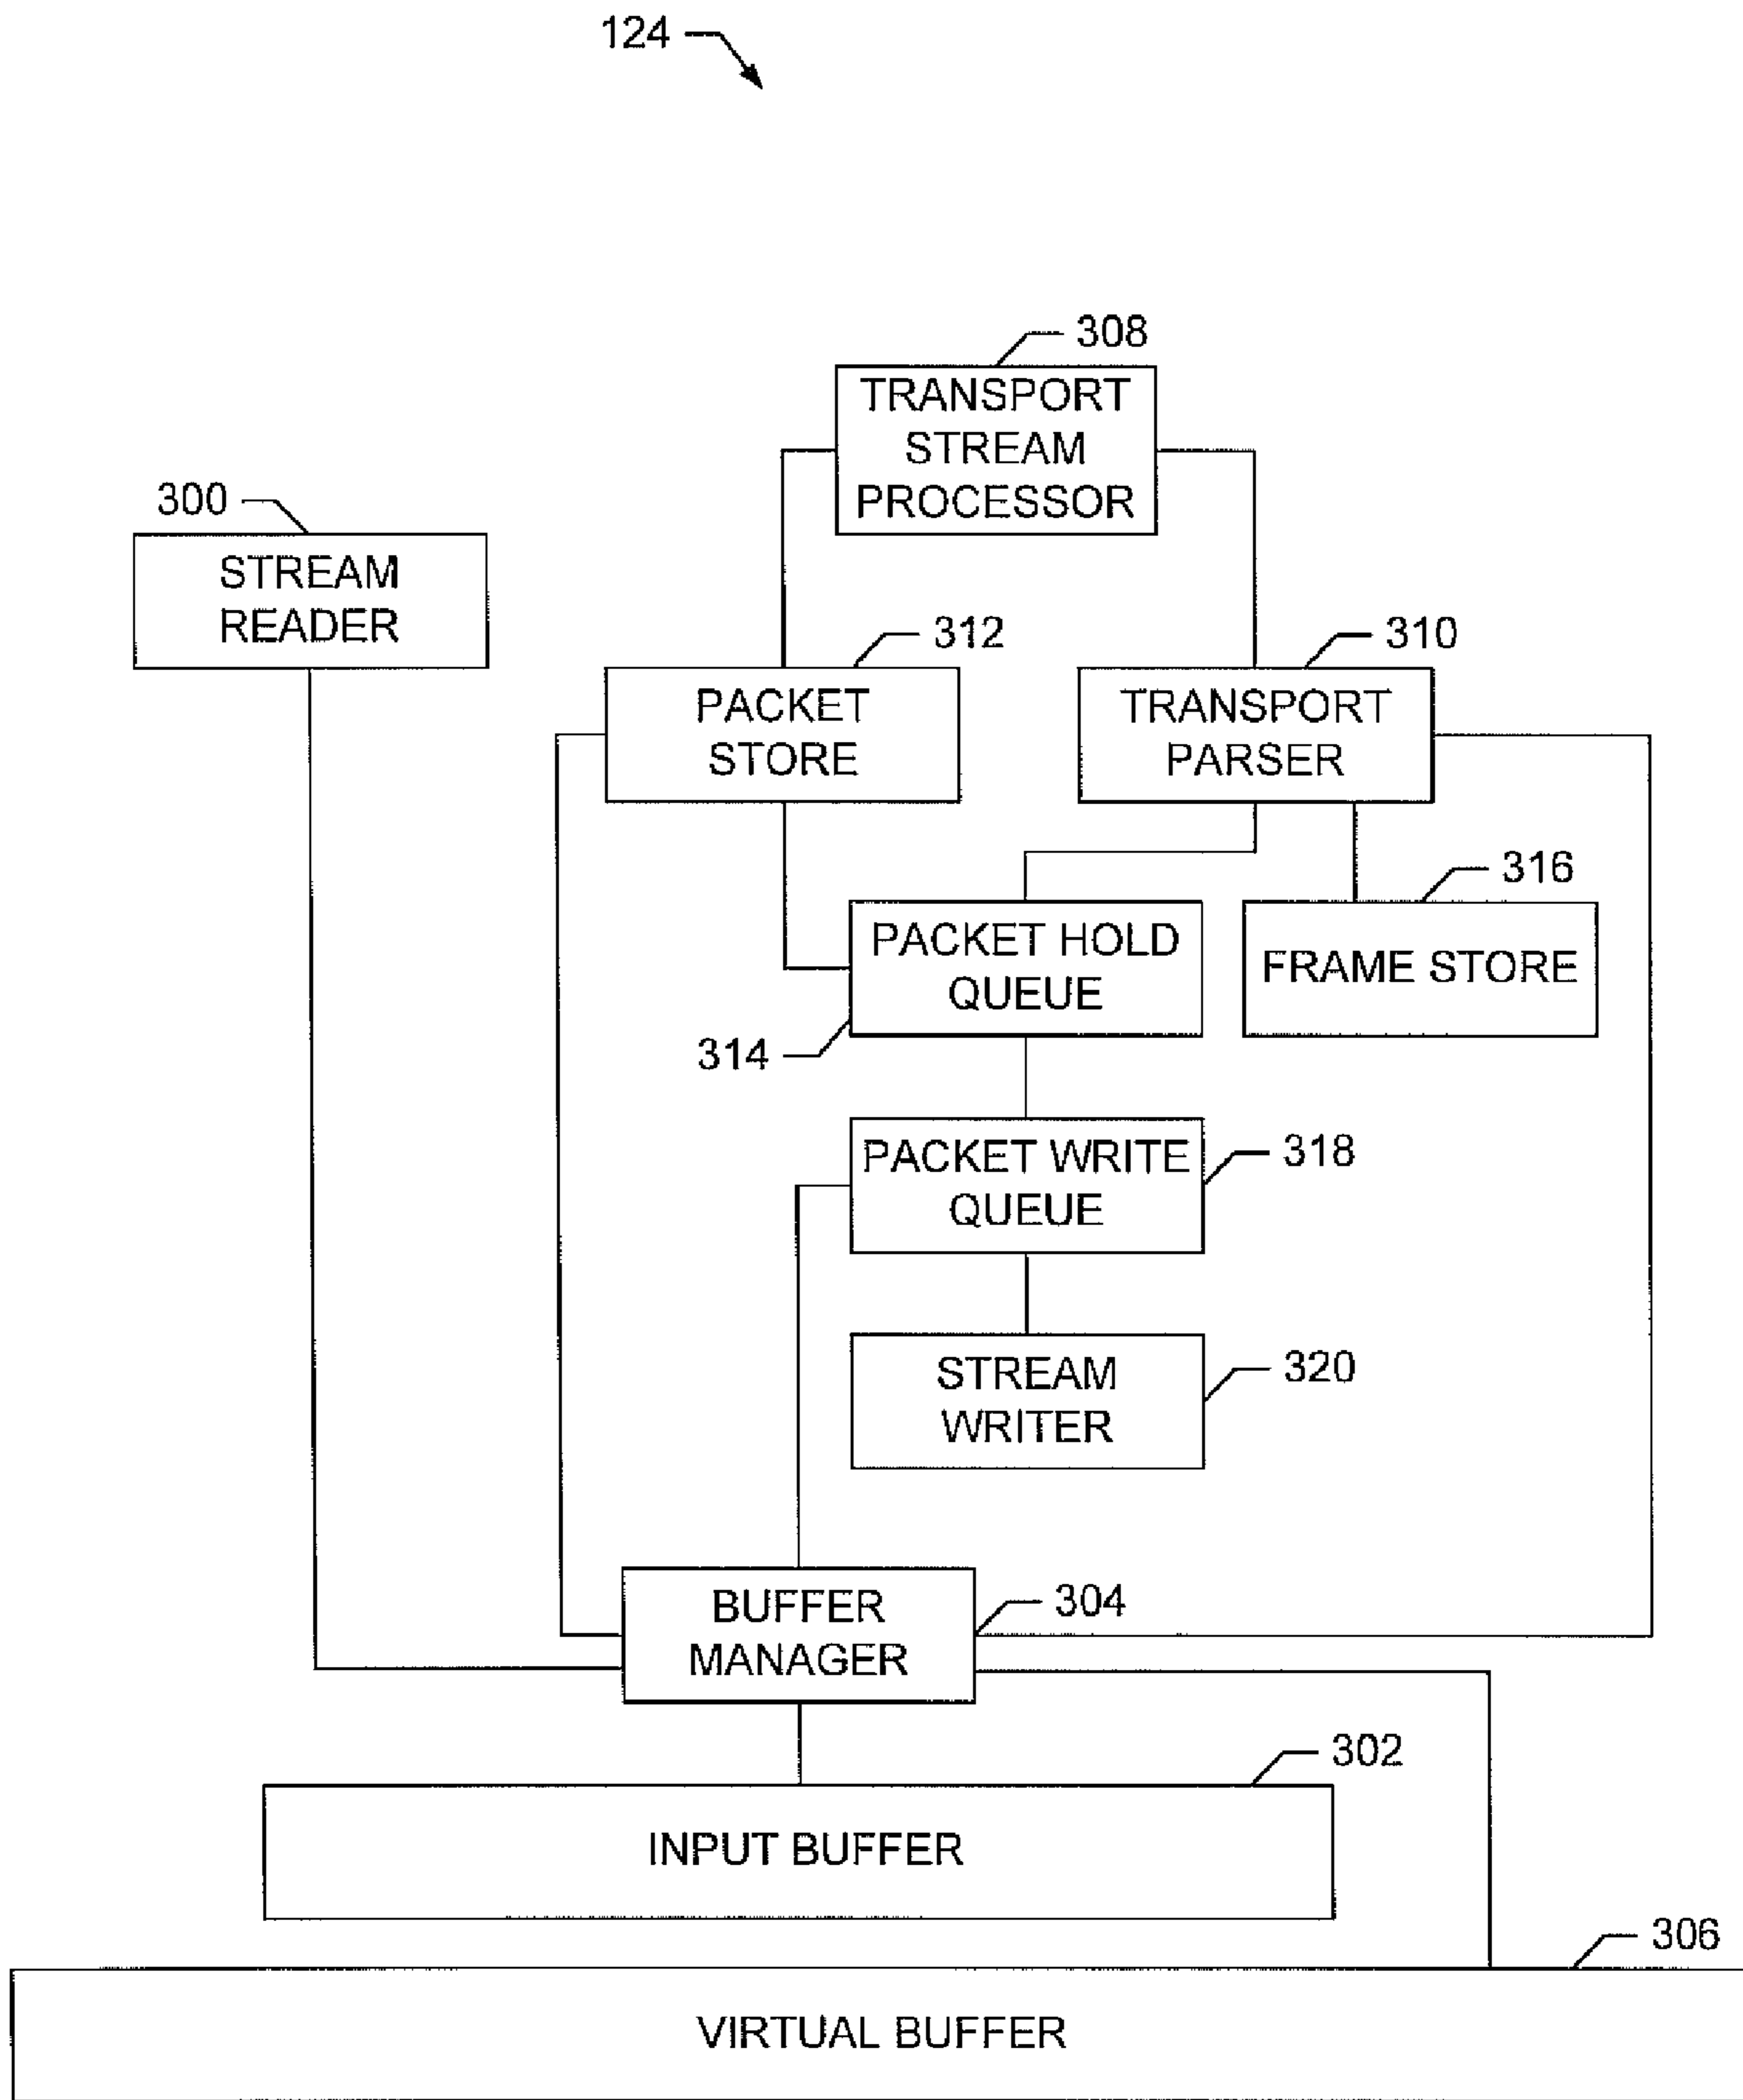 124
308
TRANSPORT
STREAM
PROCESSOR
300
STREAM
READER
312
PACKET
STORE
310
TRANSPORT
PARSER
316
PACKET HOLD
QUEUE
FRAME STORE
314
PACKET WRITE
QUEUE
318
STREAM
WRITER
320
BUFFER
MANAGER
304
302
INPUT BUFFER
306
VIRTUAL BUFFER